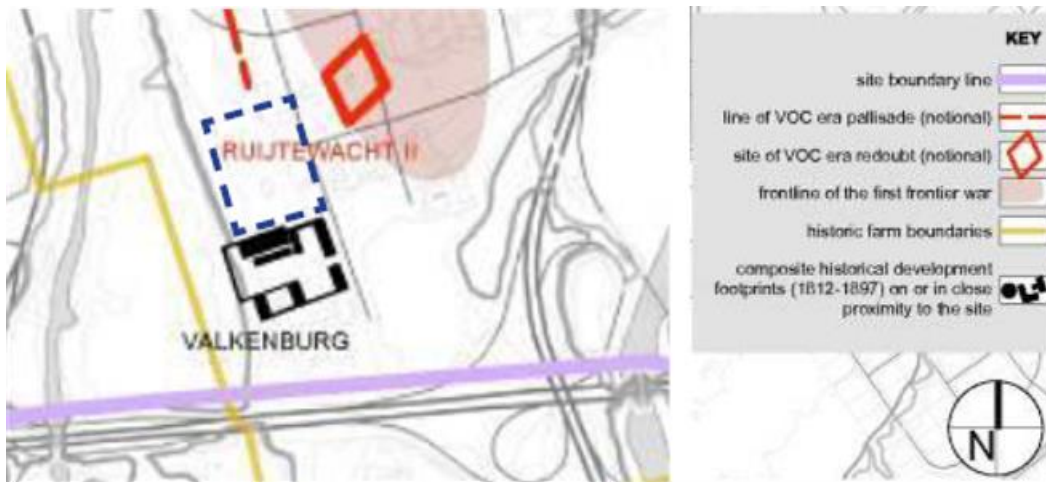 RUIJTEWACHT II
VALKENBURG
KEY
site boundary line
line of VOC era pallisade (notional)
site of VOC era redoubt (notional)
frontline of the first frontier war
historic farm boundaries
composite historical development
footprints (1812-1897) on or in close
proximity to the site
N